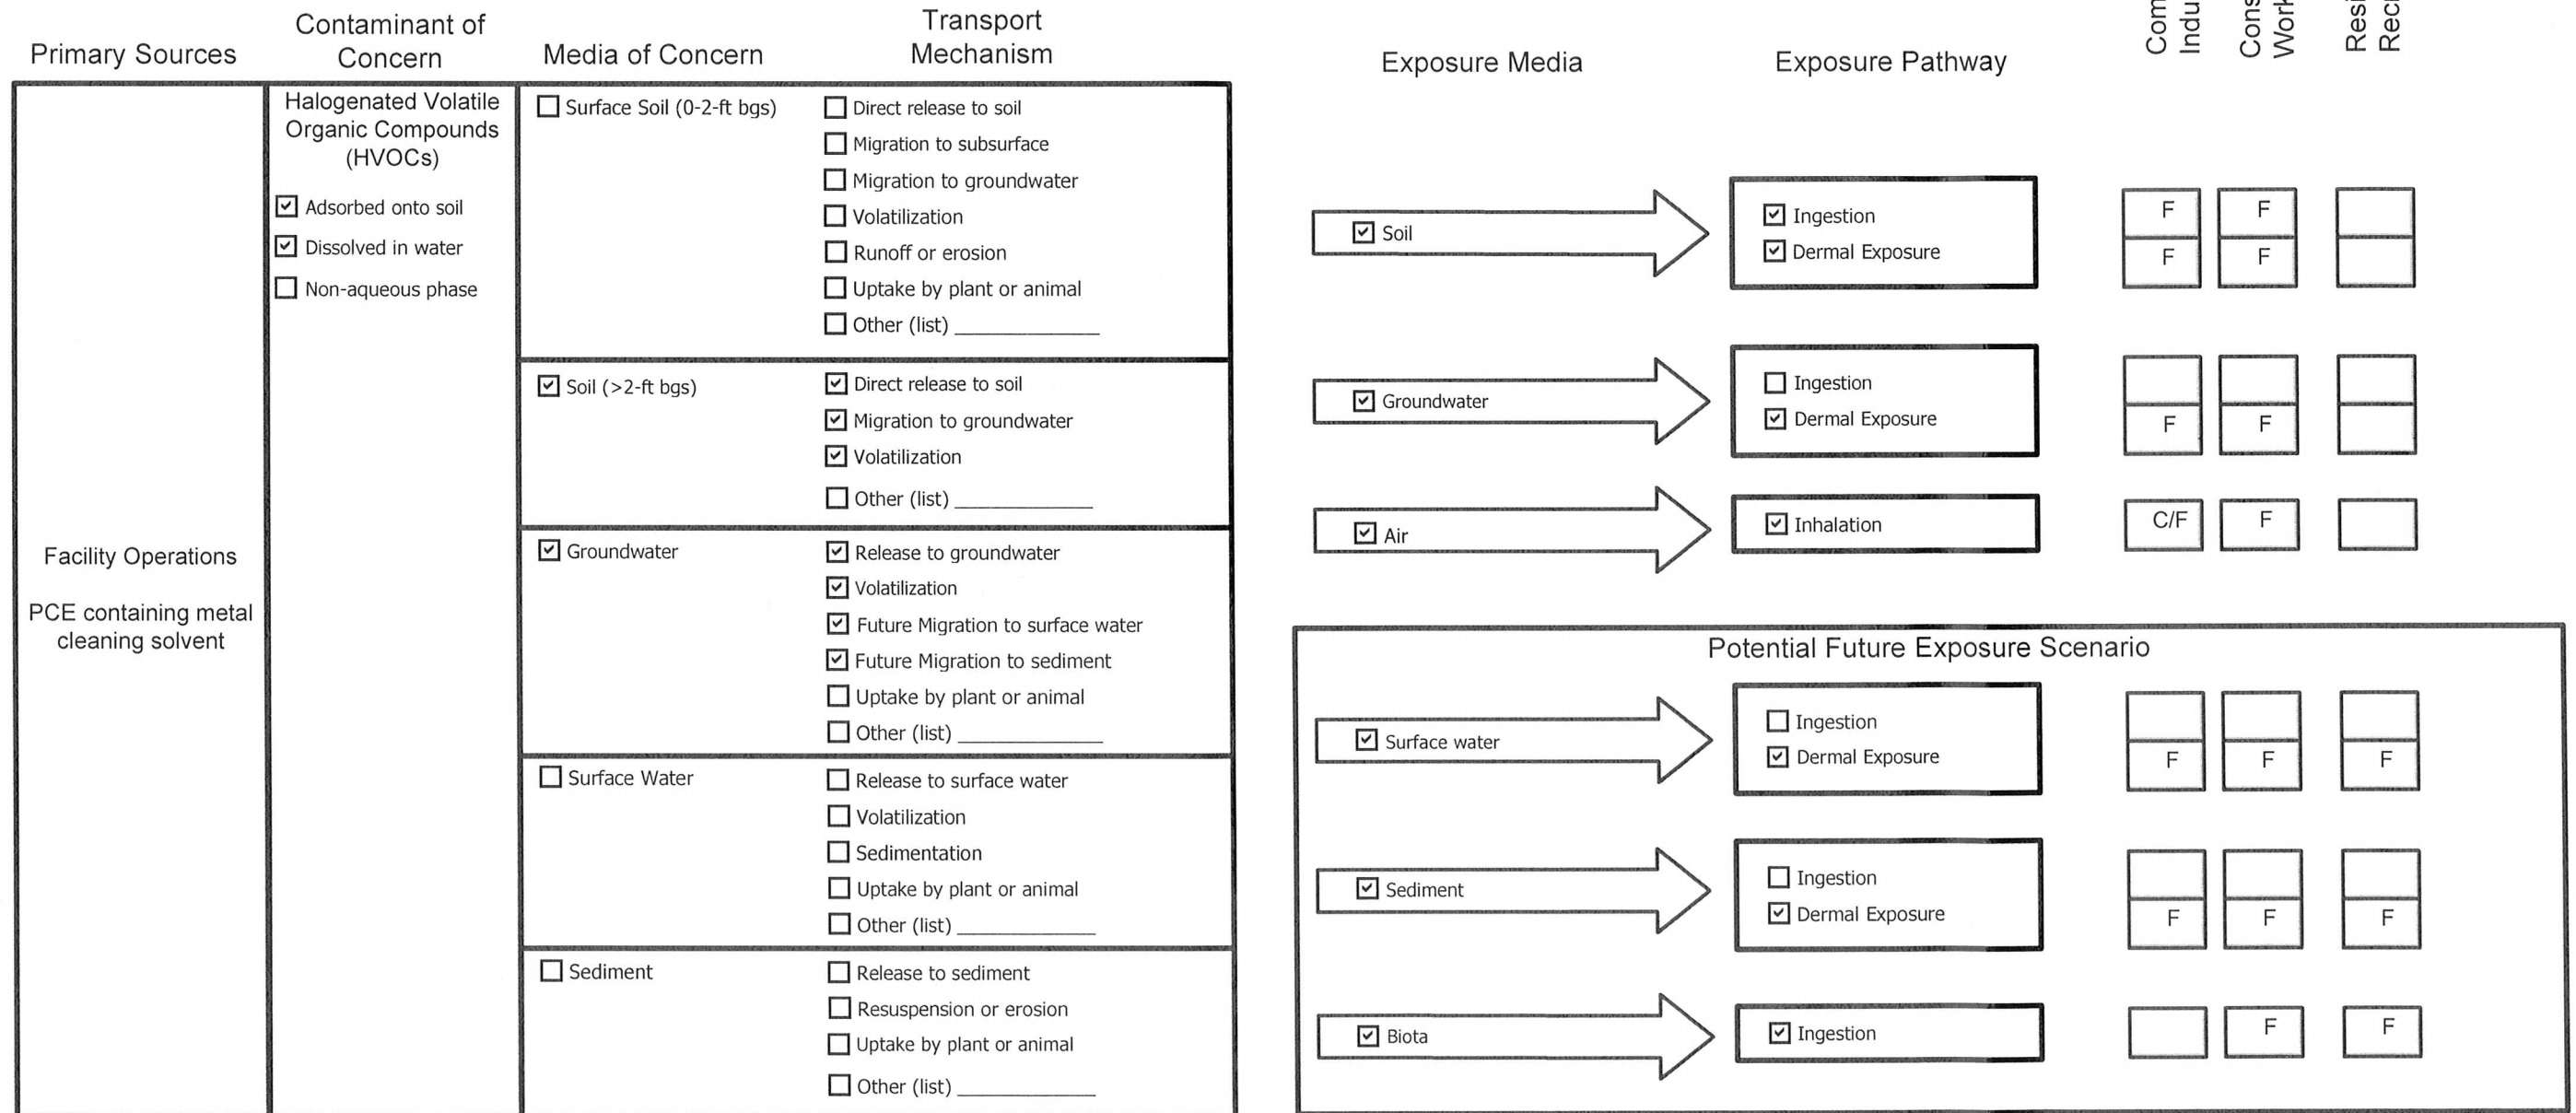 Primary Sources
Contaminant of
Concern
Media of Concern
Transport
Mechanism
Exposure Media
Exposure Pathway
Facility Operations
PCE containing metal
cleaning solvent
Halogenated Volatile
Organic Compounds
(HVOCs)
Adsorbed onto soil
Dissolved in water
Non-aqueous phase
Surface Soil (0-2-ft bgs)
Direct release to soil
Migration to subsurface
Migration to groundwater
Volatilization
Runoff or erosion
Uptake by plant or animal
Other (list) ____________
Soil (>2-ft bgs)
Direct release to soil
Migration to groundwater
Volatilization
Other (list) ____________
Groundwater
Release to groundwater
Volatilization
Future Migration to surface water
Future Migration to sediment
Uptake by plant or animal
Other (list) ____________
Surface Water
Release to surface water
Volatilization
Sedimentation
Uptake by plant or animal
Other (list) ____________
Sediment
Release to sediment
Resuspension or erosion
Uptake by plant or animal
Other (list) ____________
Soil
Ingestion
F F
Dermal Exposure
F F
Groundwater
Ingestion
Dermal Exposure
F F
Air
Inhalation
C/F F
Potential Future Exposure Scenario
Surface water
Ingestion
Dermal Exposure
F F F
Sediment
Ingestion
Dermal Exposure
F F F
Biota
Ingestion
F F